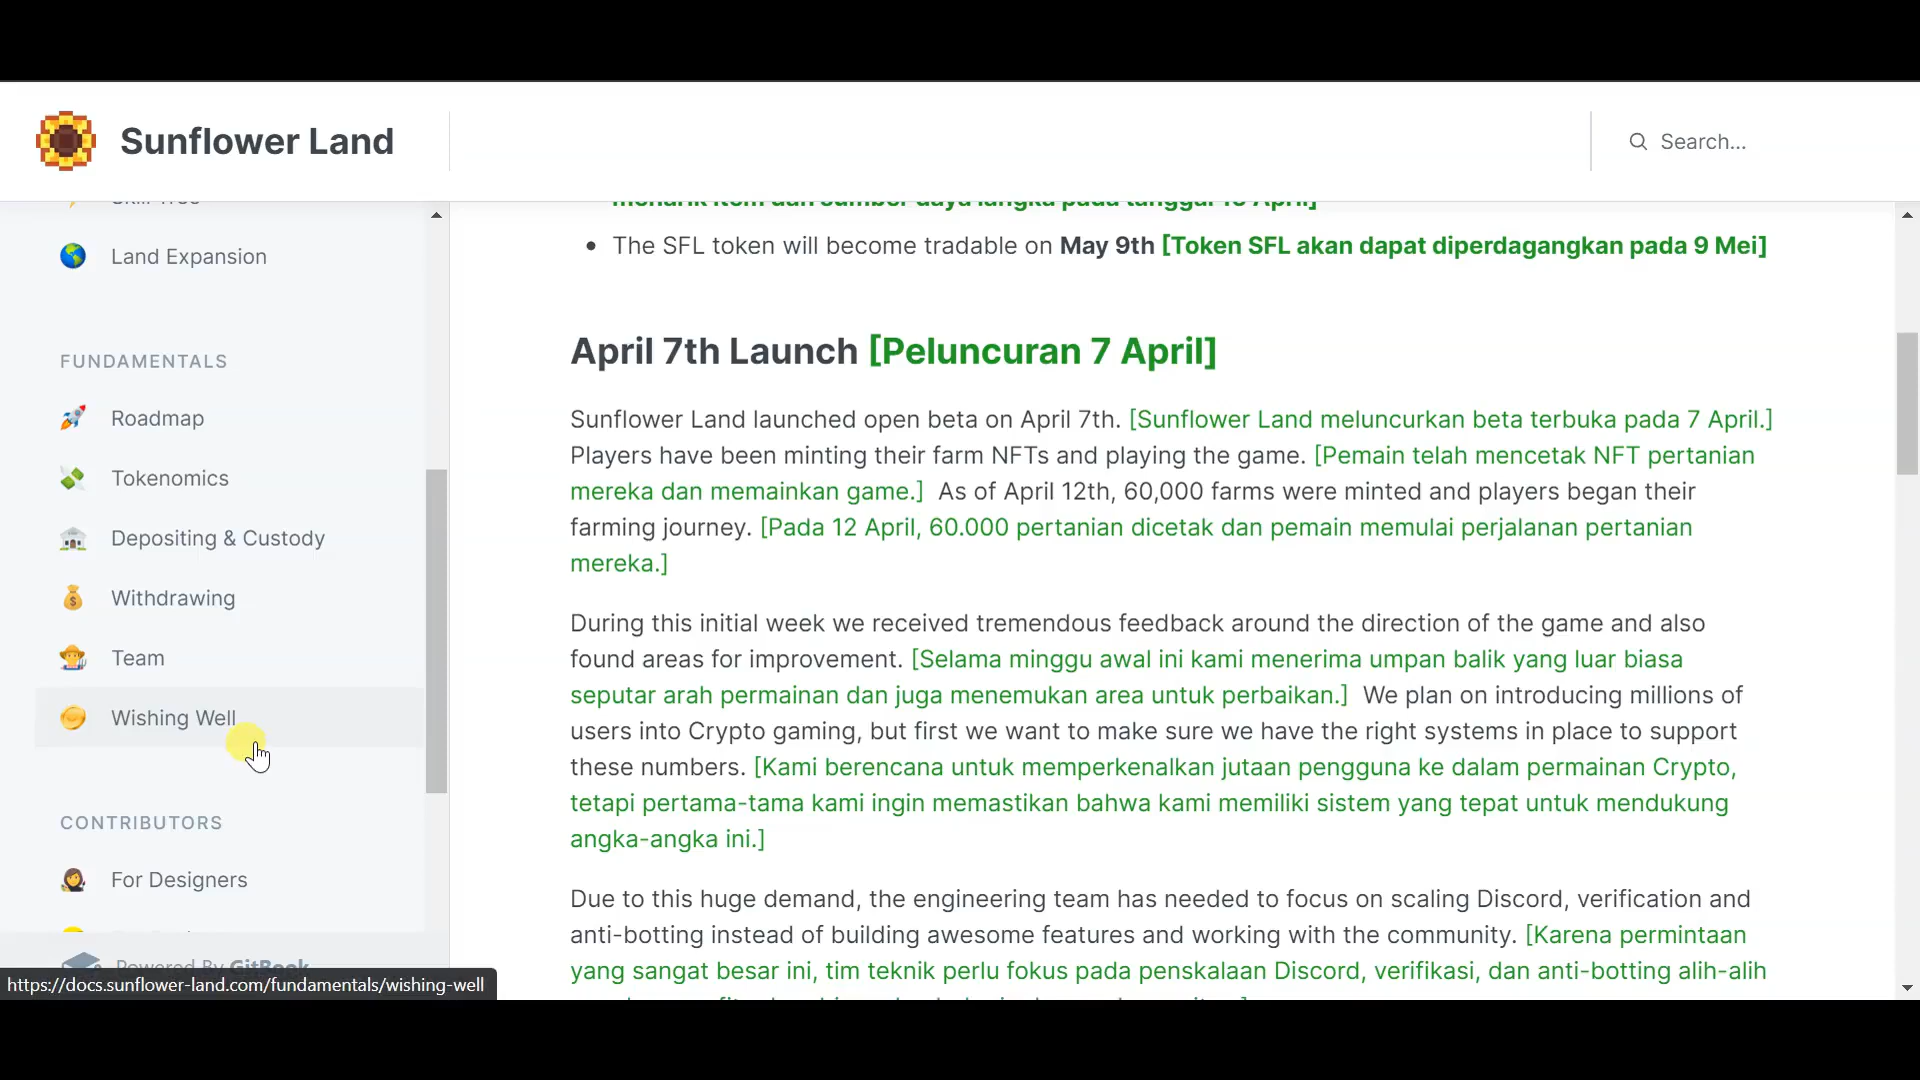 Sunflower Land
Search...
Land Expansion
FUNDAMENTALS
Roadmap
Tokenomics
Depositing & Custody
Withdrawing
Team
Wishing Well
CONTRIBUTORS
For Designers
Powered By GitBook
https://docs.sunflower-land.com/fundamentals/wishing-well
• The SFL token will become tradable on May 9th [Token SFL akan dapat diperdagangkan pada 9 Mei]
April 7th Launch [Peluncuran 7 April]
Sunflower Land launched open beta on April 7th. [Sunflower Land meluncurkan beta terbuka pada 7 April.]
Players have been minting their farm NFTs and playing the game. [Pemain telah mencetak NFT pertanian
mereka dan memainkan game.] As of April 12th, 60,000 farms were minted and players began their
farming journey. [Pada 12 April, 60.000 pertanian dicetak dan pemain memulai perjalanan pertanian
mereka.]
During this initial week we received tremendous feedback around the direction of the game and also
found areas for improvement. [Selama minggu awal ini kami menerima umpan balik yang luar biasa
seputar arah permainan dan juga menemukan area untuk perbaikan.] We plan on introducing millions of
users into Crypto gaming, but first we want to make sure we have the right systems in place to support
these numbers. [Kami berencana untuk memperkenalkan jutaan pengguna ke dalam permainan Crypto,
tetapi pertama-tama kami ingin memastikan bahwa kami memiliki sistem yang tepat untuk mendukung
angka-angka ini.]
Due to this huge demand, the engineering team has needed to focus on scaling Discord, verification and
anti-botting instead of building awesome features and working with the community. [Karena permintaan
yang sangat besar ini, tim teknik perlu fokus pada penskalaan Discord, verifikasi, dan anti-botting alih-alih